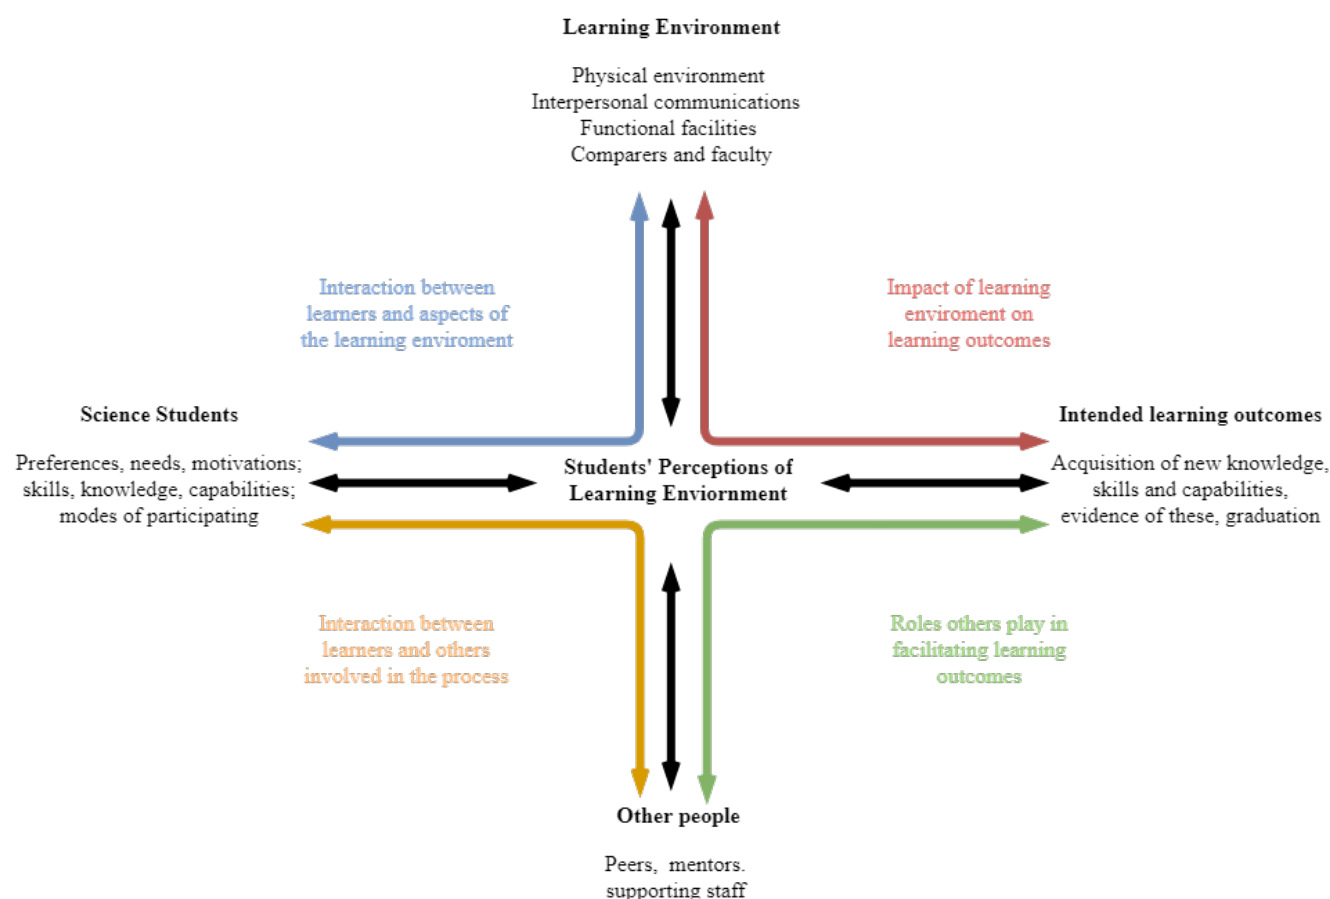 Learning Environment
Physical environment
Interpersonal communications
Functional facilities
Comparers and faculty
Interaction between
learners and aspects of
the learning enviroment
Impact of learning
enviroment on
learning outcomes
Science Students
Preferences, needs, motivations;
skills, knowledge, capabilities;
modes of participating
Students' Perceptions of
Learning Enviornment
Intended learning outcomes
Acquisition of new knowledge,
skills and capabilities,
evidence of these, graduation
Interaction between
learners and others
involved in the process
Roles others play in
facilitating learning
outcomes
Other people
Peers, mentors.
supporting staff